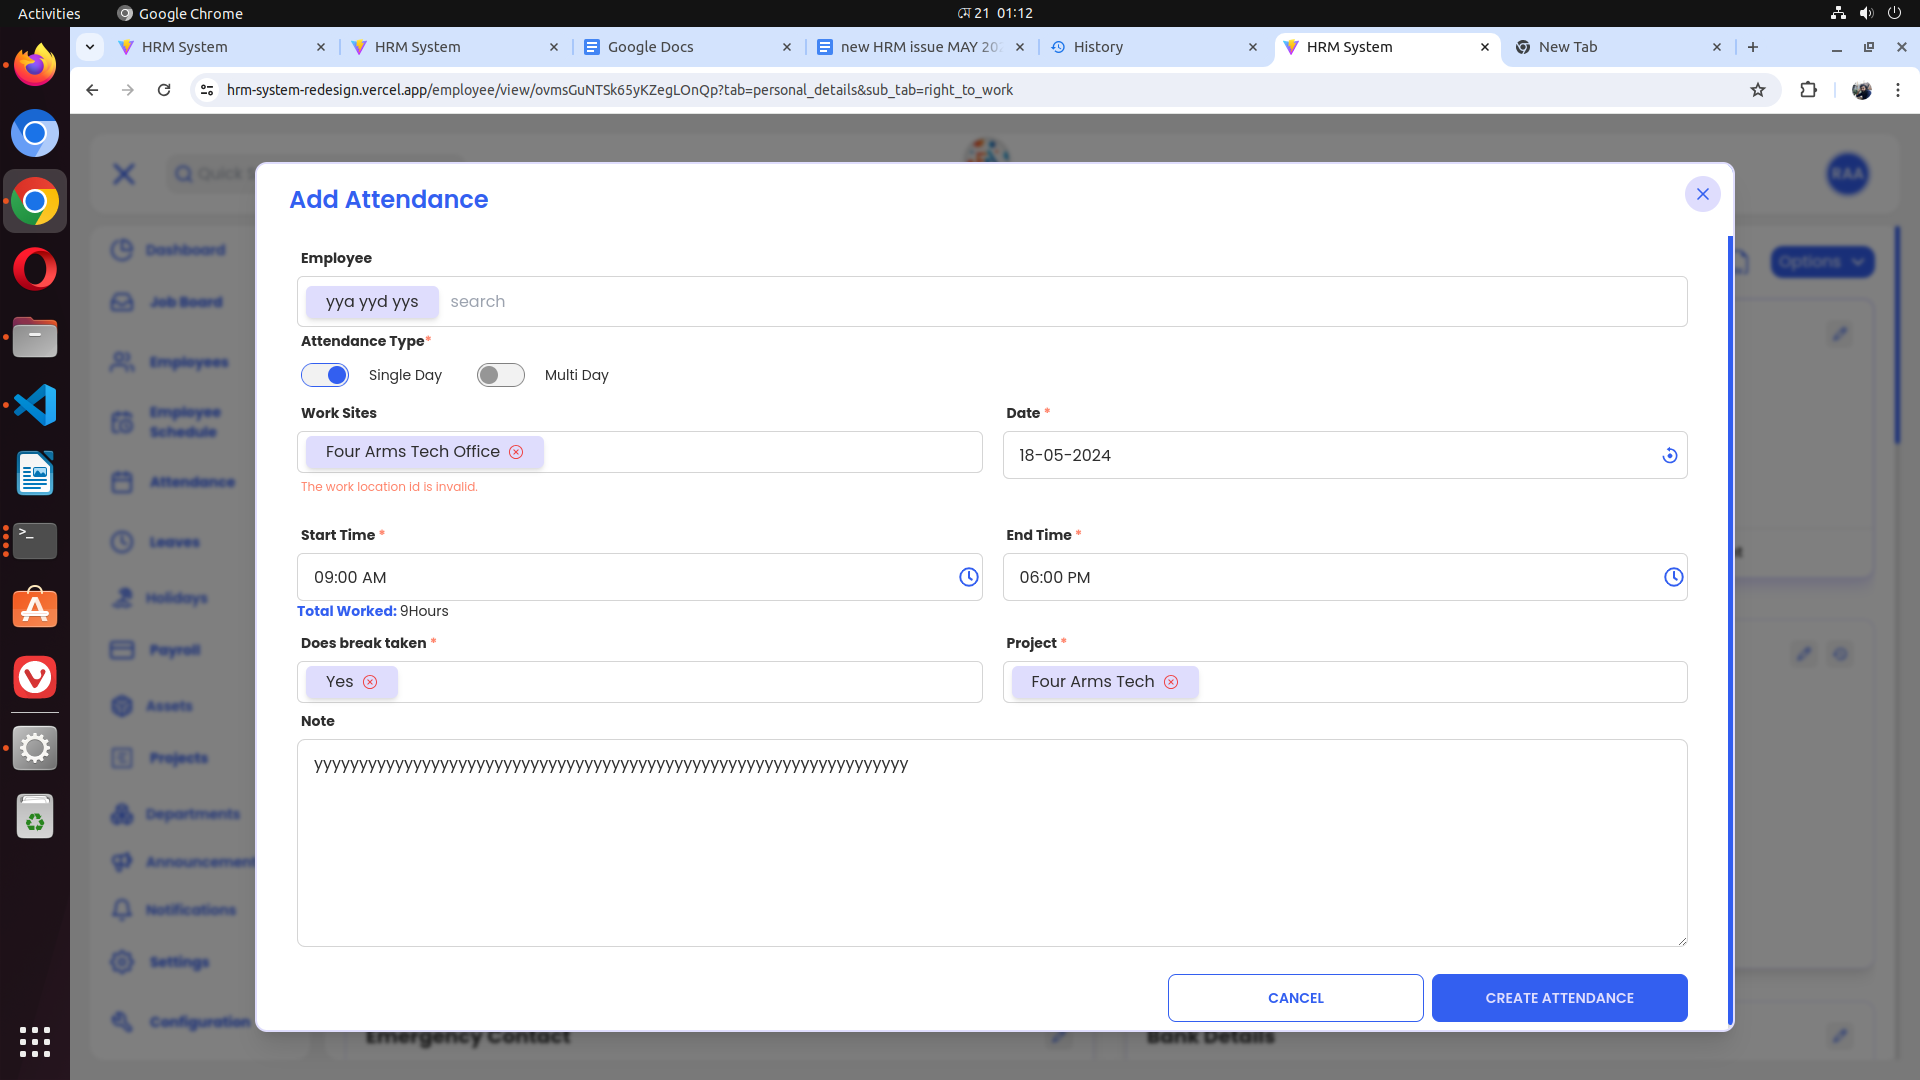 Activities
Google Chrome
মে 21 01:12
HRM System
HRM System
Google Docs
new HRM issue MAY 202
History
HRM System
New Tab
hrm-system-redesign.vercel.app/employee/view/ovmsGuNTSk65yKZegLOnQp?tab=personal_details&sub_tab=right_to_work
Quick S
RAA
Dashboard
Job Board
Employees
Employee
Schedule
Attendance
Leaves
Holidays
Payroll
Assets
Projects
Departments
Announcement
Notifications
Settings
Configuration
Options
Add Attendance
Employee
yya yyd yys
search
Attendance Type*
Single Day
Multi Day
Work Sites
Date *
Four Arms Tech Office
18-05-2024
The work location id is invalid.
Start Time *
End Time *
09:00 AM
06:00 PM
Total Worked: 9Hours
Does break taken *
Project *
Yes
Four Arms Tech
Note
yyyyyyyyyyyyyyyyyyyyyyyyyyyyyyyyyyyyyyyyyyyyyyyyyyyyyyyyyyyyyyyyyy
CANCEL
CREATE ATTENDANCE
Emergency Contact
Bank Details